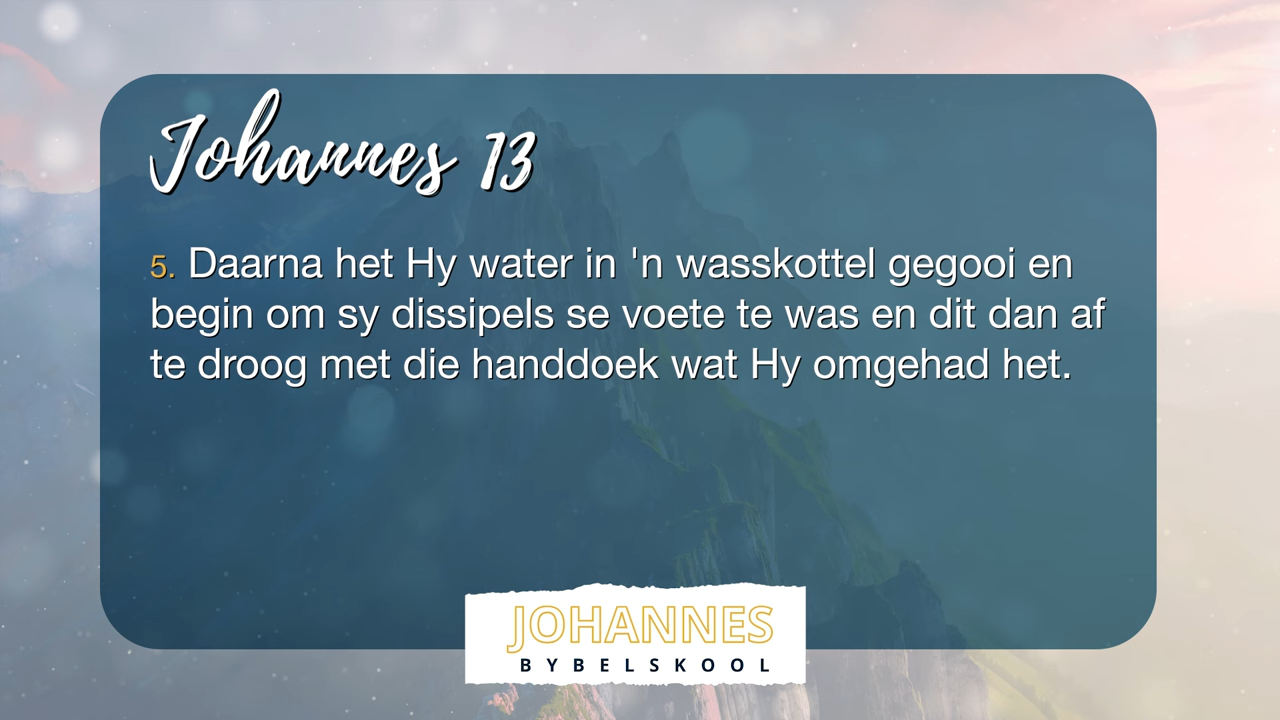 Johannes 13
5. Daarna het Hy water in 'n wasskottel gegooi en
begin om sy dissipels se voete te was en dit dan af
te droog met die handdoek wat Hy omgehad het.
JOHANNES
BYBELSKOOL